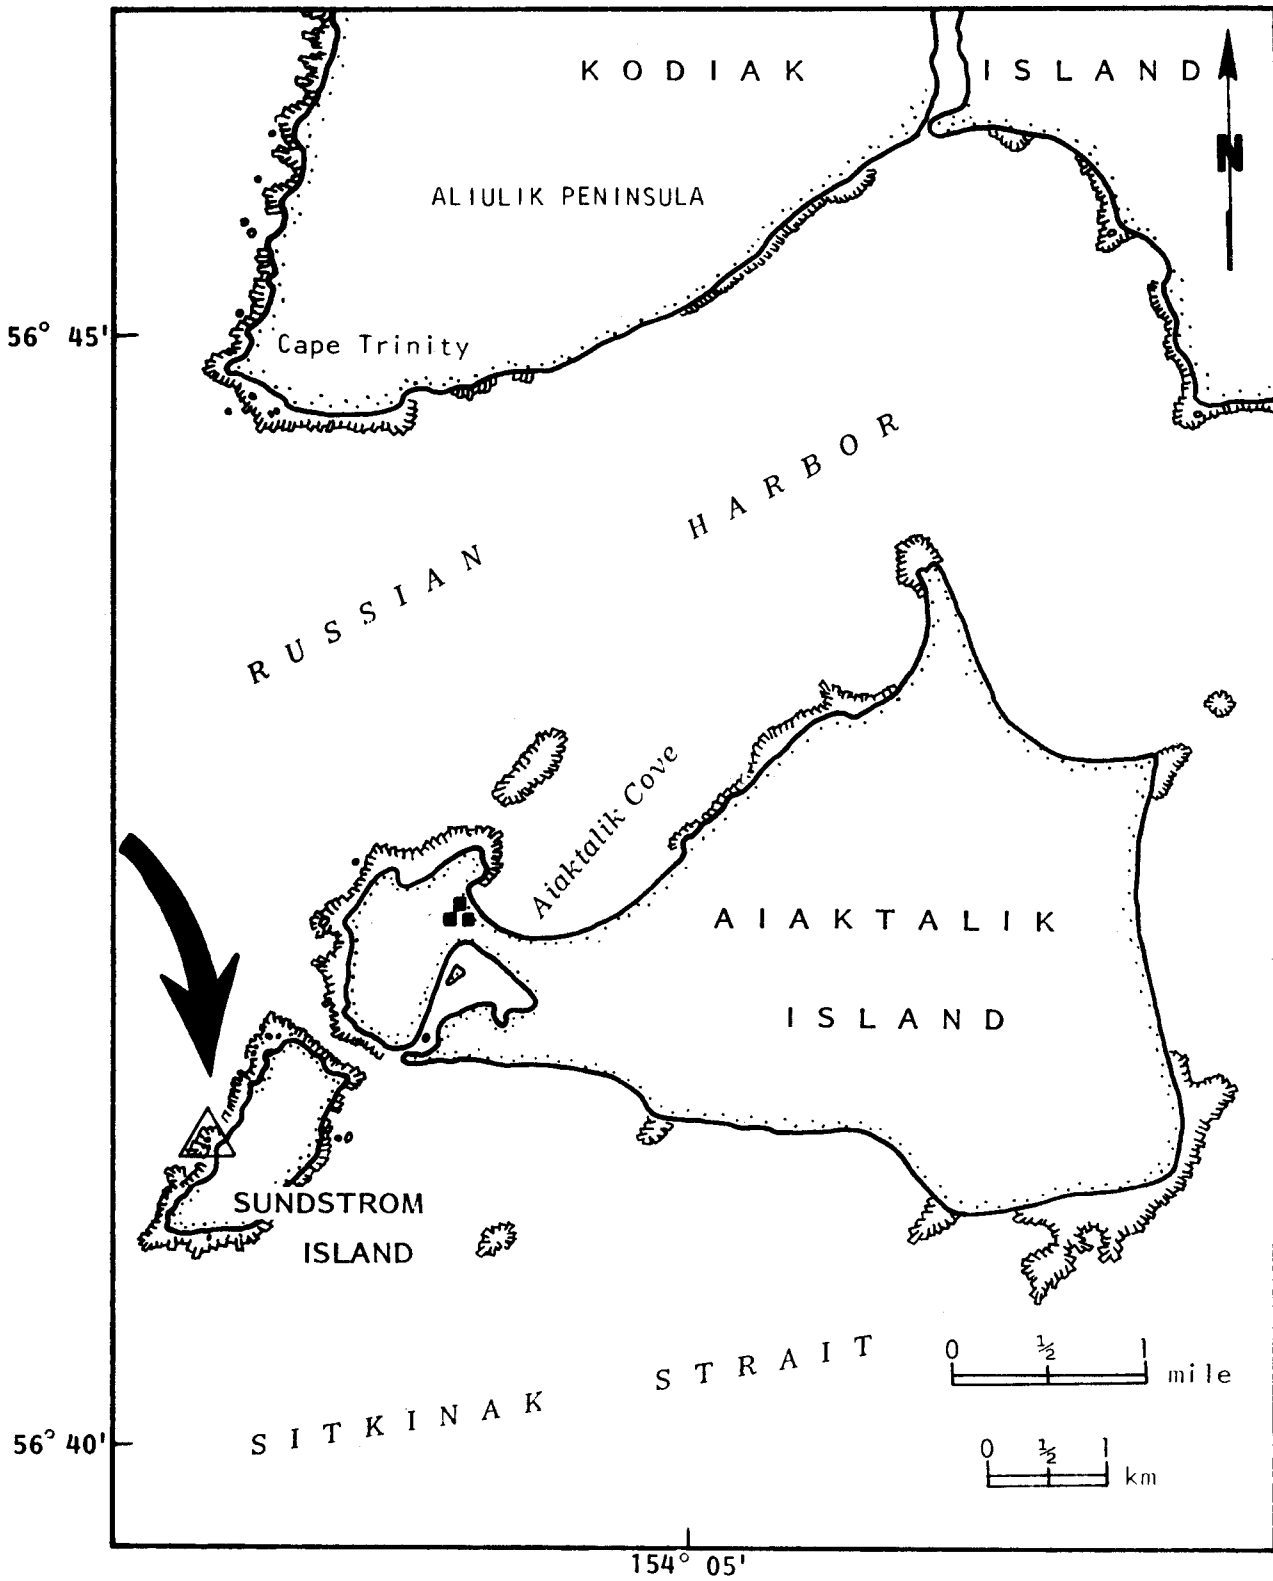 KODIAK ISLAND
N
ALIULIK PENINSULA
56° 45'
Cape Trinity
RUSSIAN HARBOR
Aiaktalik Cove
AIAKTALIK
ISLAND
SUNDSTROM
ISLAND
SITKINAK STRAIT
0 ½ 1
mile
56° 40'
0 ½ 1
km
154° 05'